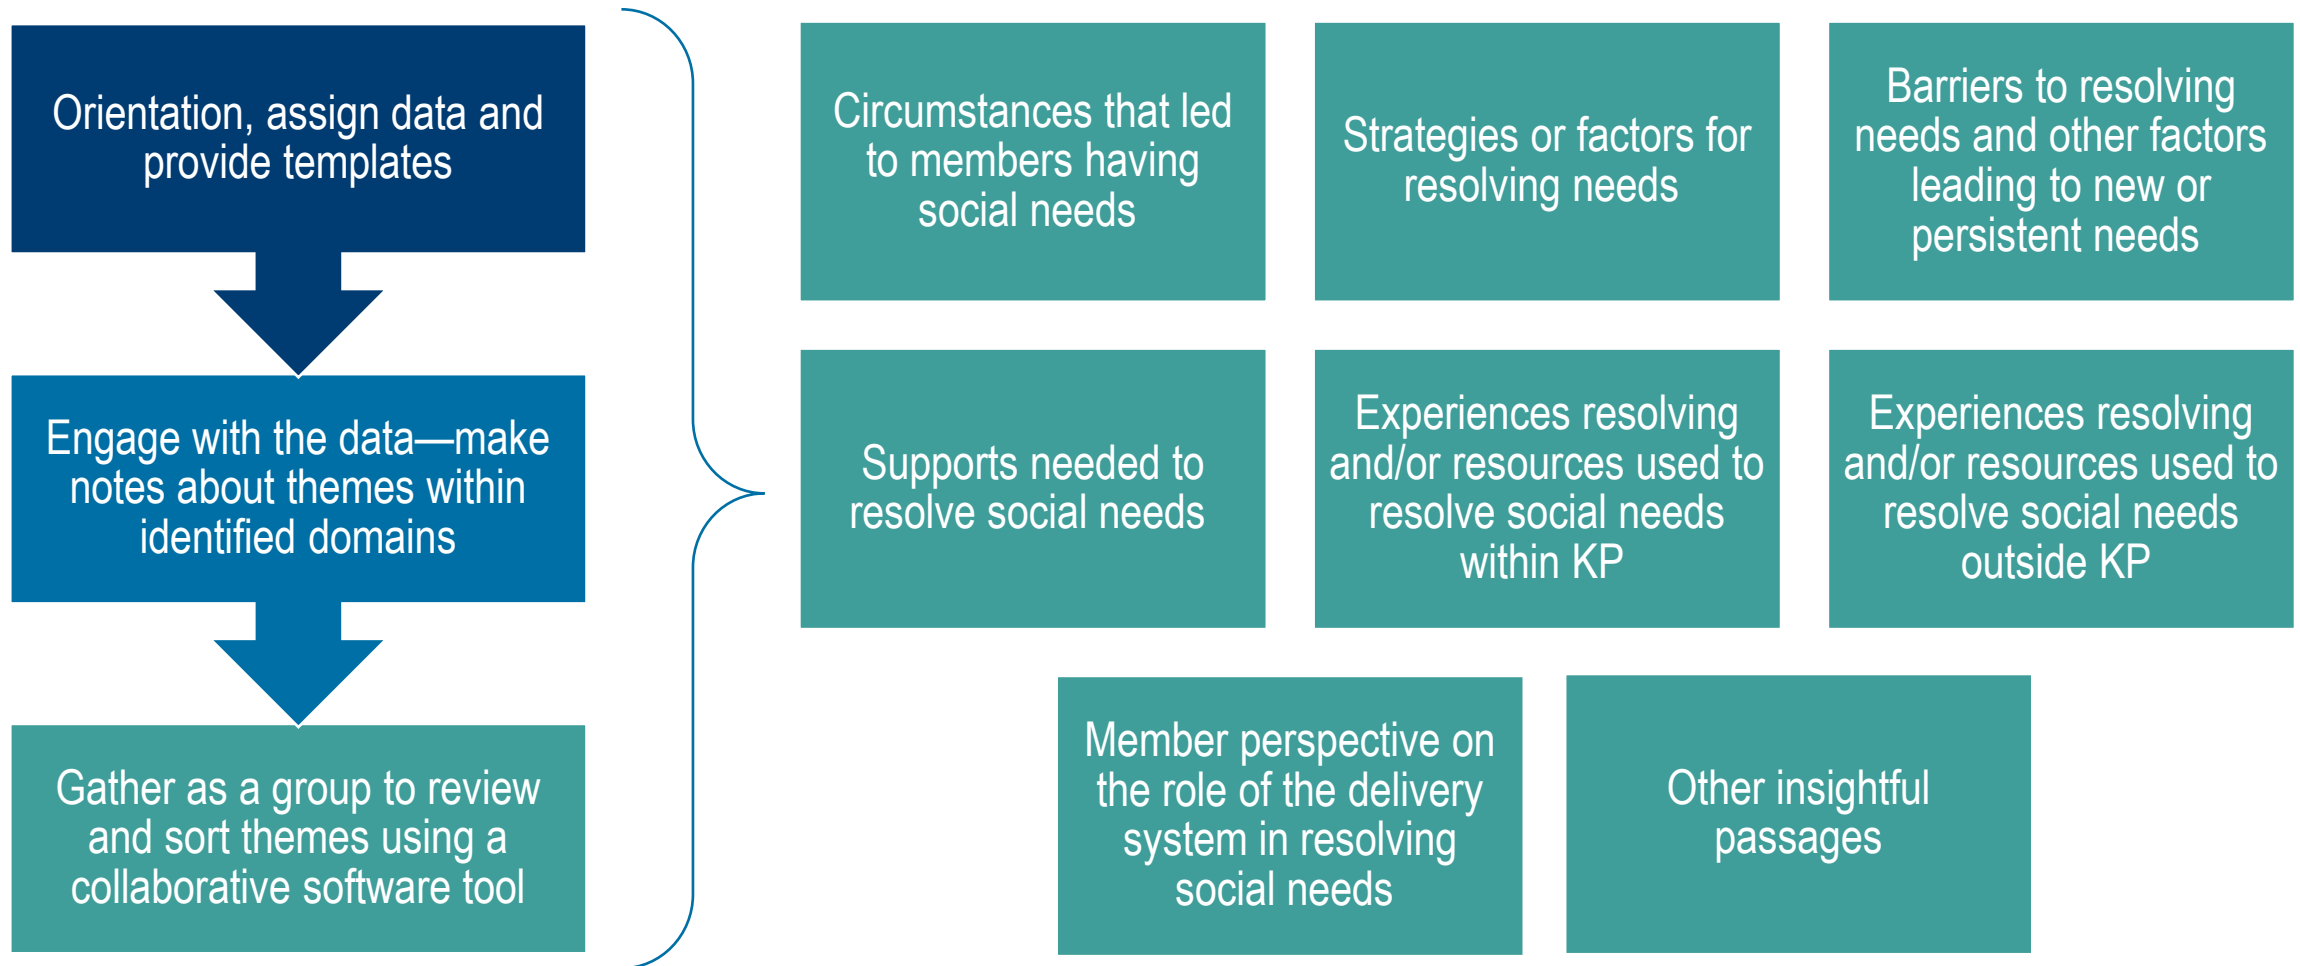 Orientation, assign data and
provide templates
Engage with the data—make
notes about themes within
identified domains
Gather as a group to review
and sort themes using a
collaborative software tool
Circumstances that led
to members having
social needs
Strategies or factors for
resolving needs
Barriers to resolving
needs and other factors
leading to new or
persistent needs
Supports needed to
resolve social needs
Experiences resolving
and/or resources used to
resolve social needs
within KP
Experiences resolving
and/or resources used to
resolve social needs
outside KP
Member perspective on
the role of the delivery
system in resolving
social needs
Other insightful
passages